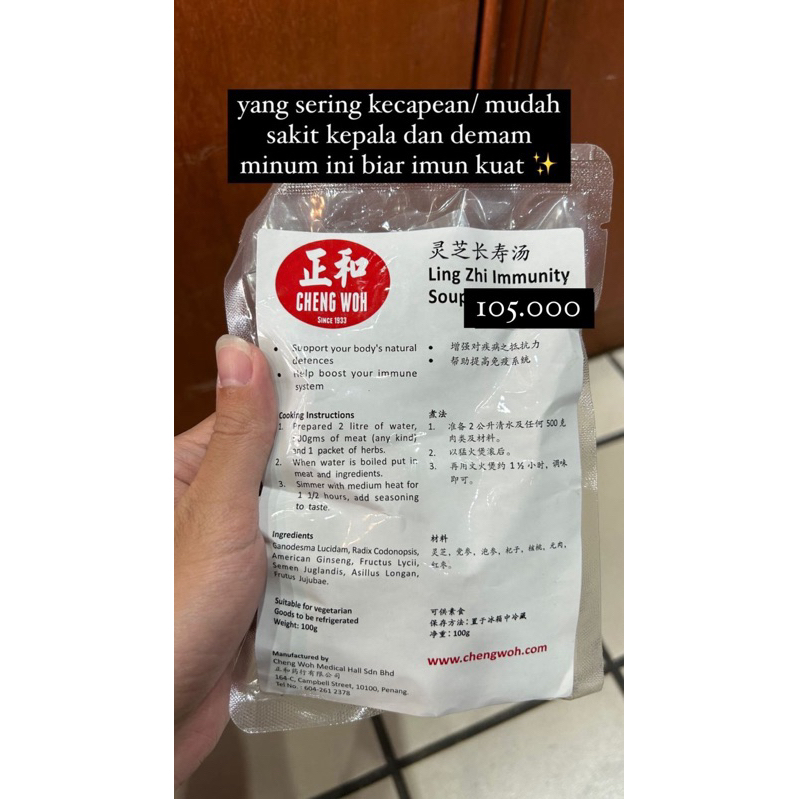 yang sering kecapean/ mudah
sakit kepala dan demam
minum ini biar imun kuat ✨
正和
CHENG WOH
SINCE 1933
灵芝长寿汤
Ling Zhi Immunity
Soup
105.000
• Support your body's natural
defences
• Help boost your immune
system
• 增强对疾病之抵抗力
• 帮助提高免疫系统
Cooking Instructions
1. Prepared 2 litre of water,
500gms of meat (any kind)
and 1 packet of herbs.
2. When water is boiled put in
meat and ingredients.
3. Simmer with medium heat for
1 1/2 hours, add seasoning
to taste.
煮法
1. 准备2公升清水及任何500克
肉类及材料。
2. 以猛火煲滚后。
3. 再用文火煲约1½小时，调味
即可。
Ingredients
Ganodesma Lucidam, Radix Codonopsis,
American Ginseng, Fructus Lycii,
Semen Juglandis, Asillus Longan,
Frutus Jujubae.
材料
灵芝，党参，泡参，杞子，核桃，元肉，
红枣。
Suitable for vegetarian
Goods to be refrigerated
Weight: 100g
可供素食
保存方法：置于冰箱中冷藏
净重：100g
Manufactured by
Cheng Woh Medical Hall Sdn Bhd
正和药行有限公司
164-C, Campbell Street, 10100, Penang.
Tel No. : 604-261 2378
www.chengwoh.com